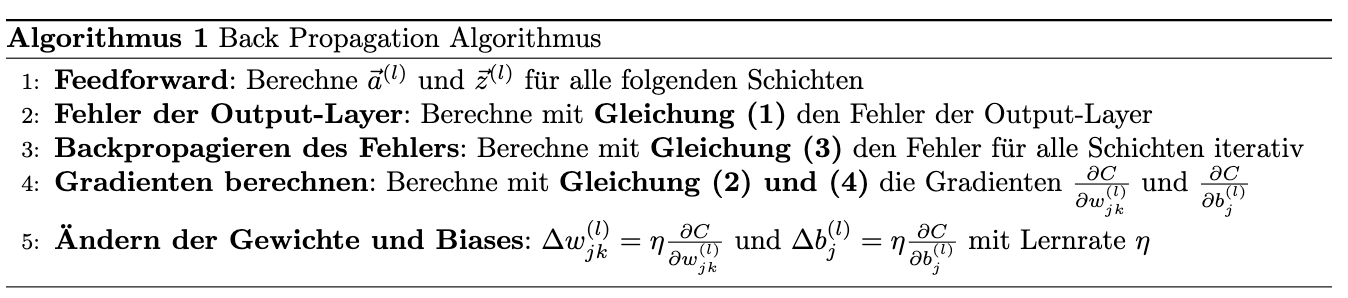 Algorithmus 1 Back Propagation Algorithmus
1: Feedforward: Berechne $\vec{a}^{(l)}$ und $\vec{z}^{(l)}$ für alle folgenden Schichten
2: Fehler der Output-Layer: Berechne mit Gleichung (1) den Fehler der Output-Layer
3: Backpropagieren des Fehlers: Berechne mit Gleichung (3) den Fehler für alle Schichten iterativ
4: Gradienten berechnen: Berechne mit Gleichung (2) und (4) die Gradienten $\frac{\partial C}{\partial w_{jk}^{(l)}}$ und $\frac{\partial C}{\partial b_{j}^{(l)}}$
5: Ändern der Gewichte und Biases: $\Delta w_{jk}^{(l)} = \eta \frac{\partial C}{\partial w_{jk}^{(l)}}$ und $\Delta b_{j}^{(l)} = \eta \frac{\partial C}{\partial b_{j}^{(l)}}$ mit Lernrate $\eta$